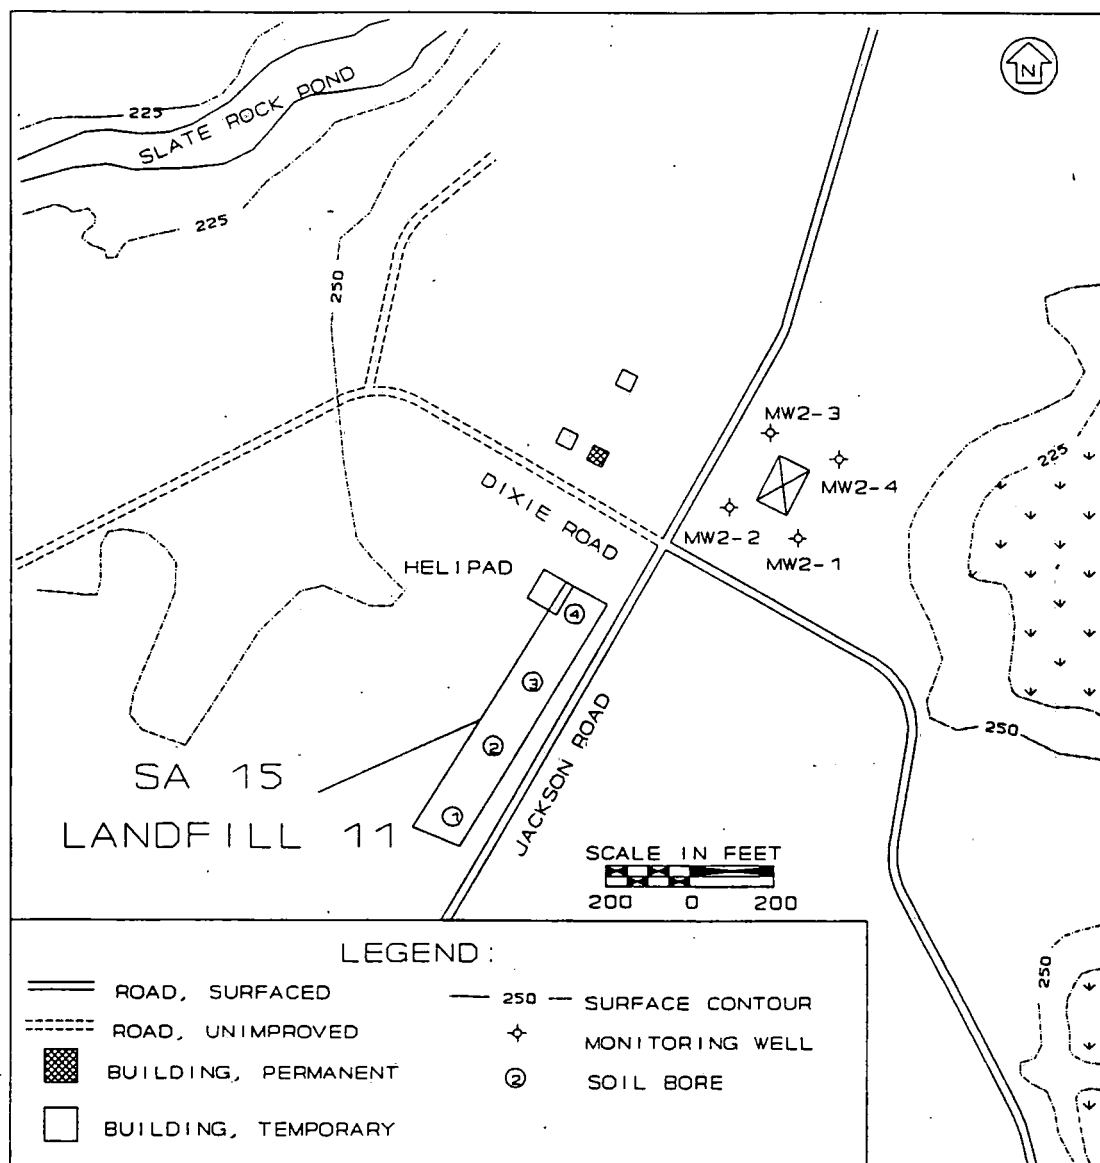 N
225
SLATE ROCK POND
225
250
MW2-3
225
MW2-4
DIXIE ROAD
MW2-2
MW2-1
HELIPAD
4
3
250
2
JACKSON ROAD
SA 15
1
LANDFILL 11
SCALE IN FEET
200 0 200
250
LEGEND:
ROAD, SURFACED
250 SURFACE CONTOUR
ROAD, UNIMPROVED
MONITORING WELL
BUILDING, PERMANENT
2 SOIL BORE
BUILDING, TEMPORARY